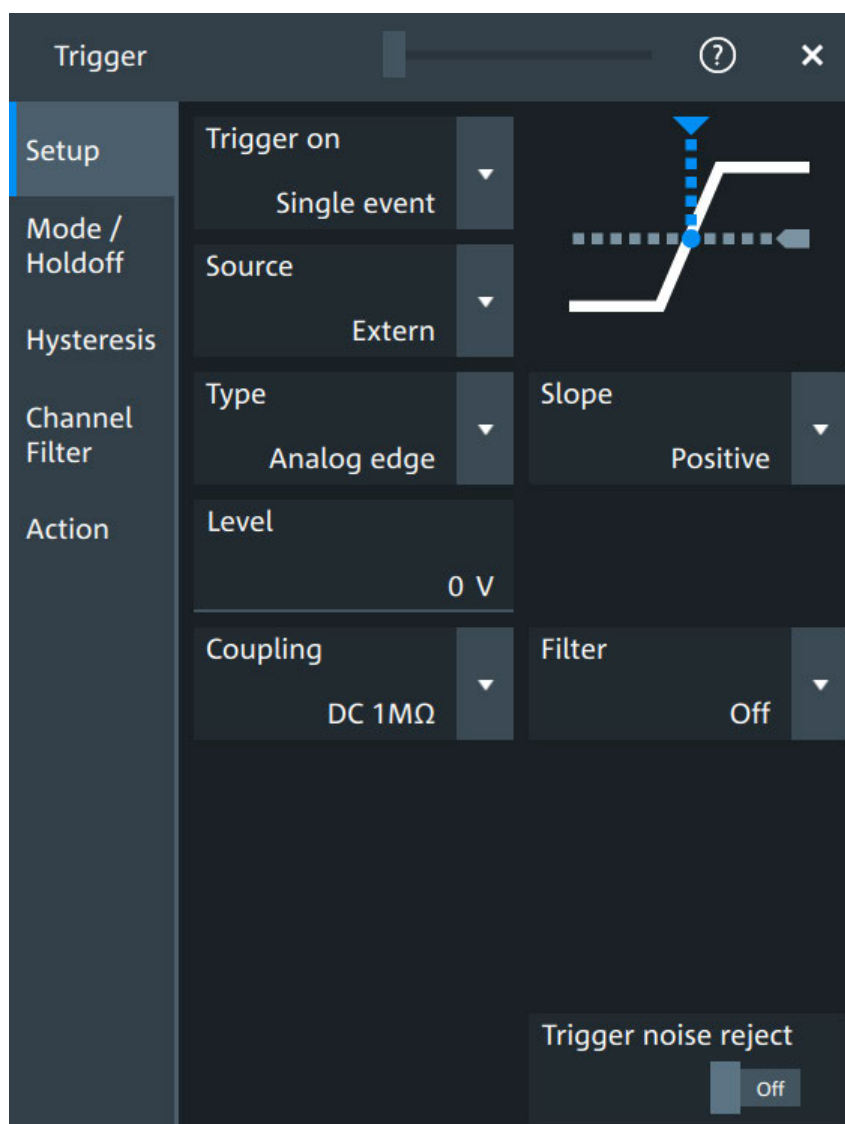 Trigger
?
Setup
Mode /
Holdoff
Hysteresis
Channel
Filter
Action
Trigger on
Single event
Source
Extern
Type
Analog edge
Slope
Positive
Level
0 V
Coupling
DC 1MΩ
Filter
Off
Trigger noise reject
Off